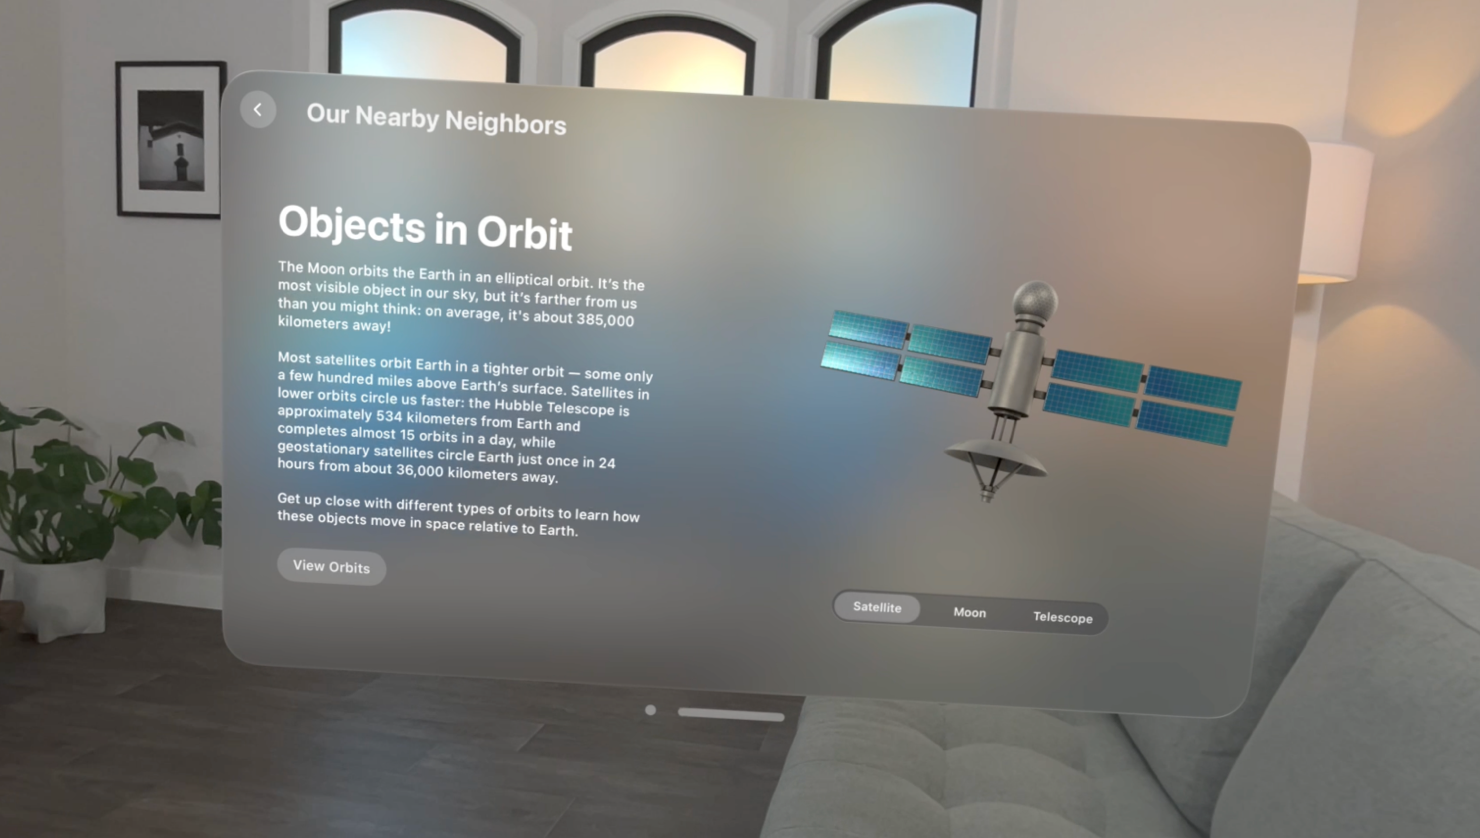 Our Nearby Neighbors
Objects in Orbit
The Moon orbits the Earth in an elliptical orbit. It's the
most visible object in our sky, but it's farther from us
than you might think: on average, it's about 385,000
kilometers away!
Most satellites orbit Earth in a tighter orbit — some only
a few hundred miles above Earth's surface. Satellites in
lower orbits circle us faster: the Hubble Telescope is
approximately 534 kilometers from Earth and
completes almost 15 orbits in a day, while
geostationary satellites circle Earth just once in 24
hours from about 36,000 kilometers away.
Get up close with different types of orbits to learn how
these objects move in space relative to Earth.
View Orbits
Satellite Moon Telescope